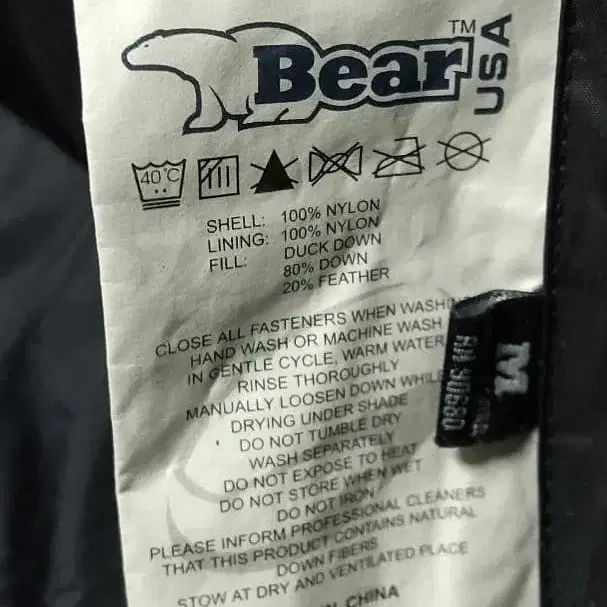 Bear™
USA
40°C
SHELL: 100% NYLON
LINING: 100% NYLON
FILL: DUCK DOWN
80% DOWN
20% FEATHER
CLOSE ALL FASTENERS WHEN WASHIN
HAND WASH OR MACHINE WASH
IN GENTLE CYCLE, WARM WATER
RINSE THOROUGHLY
MANUALLY LOOSEN DOWN WHILE
DRYING UNDER SHADE
DO NOT TUMBLE DRY
WASH SEPARATELY
DO NOT EXPOSE TO HEAT
DO NOT STORE WHEN WET
DO NOT IRON
PLEASE INFORM PROFESSIONAL CLEANERS
THAT THIS PRODUCT CONTAINS NATURAL
DOWN FIBERS
STOW AT DRY AND VENTILATED PLACE
IN CHINA
M
RN 90680